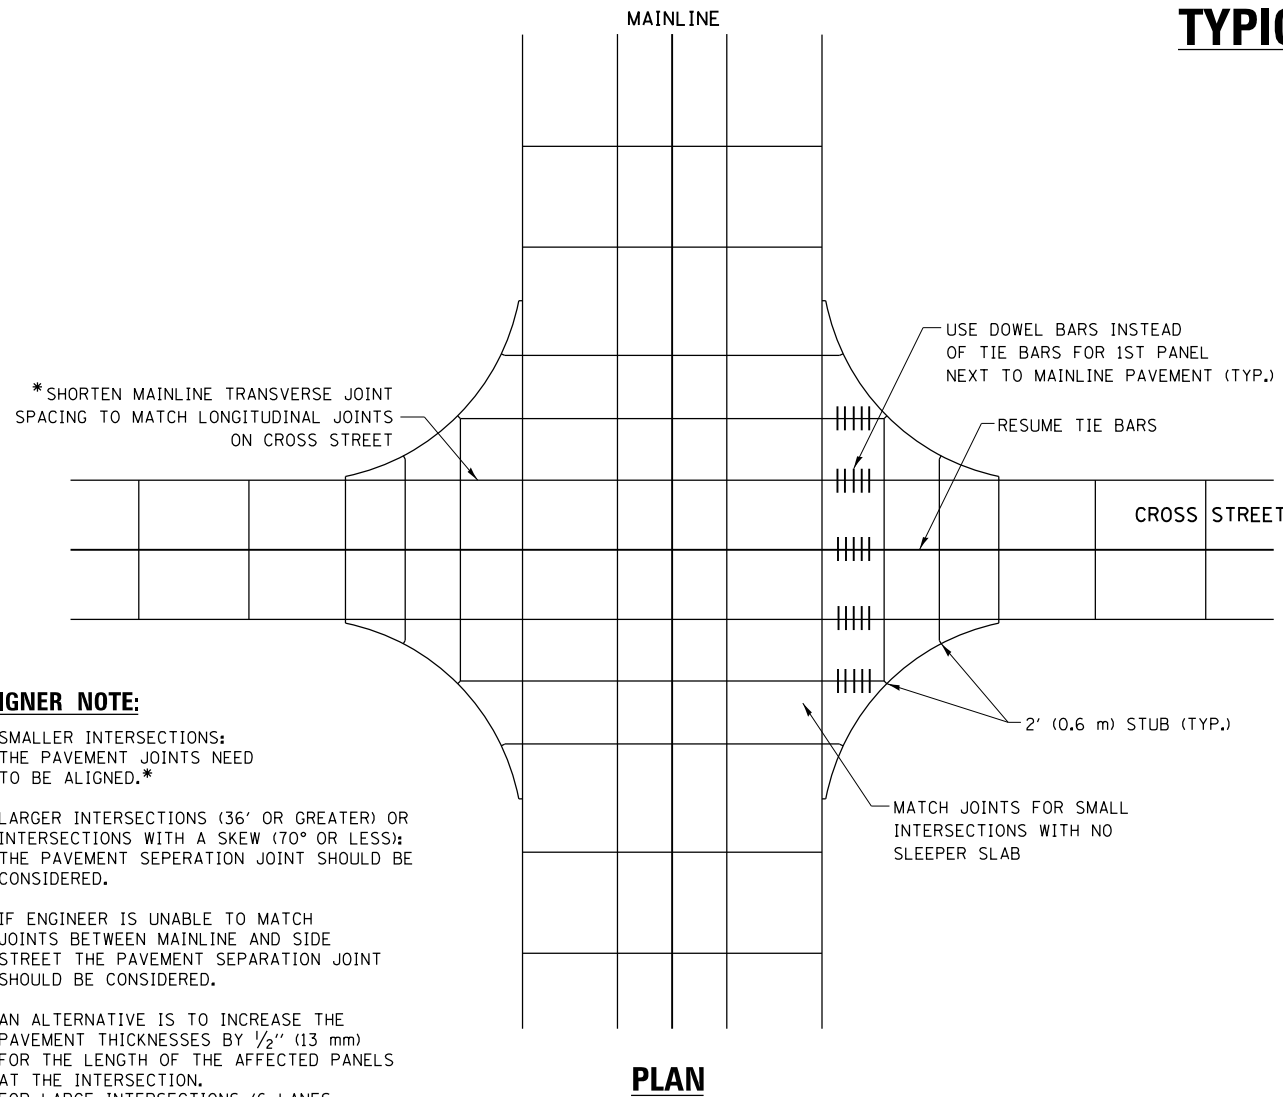 MAINLINE
TYPIC
USE DOWEL BARS INSTEAD
OF TIE BARS FOR 1ST PANEL
NEXT TO MAINLINE PAVEMENT (TYP.)
*SHORTEN MAINLINE TRANSVERSE JOINT
SPACING TO MATCH LONGITUDINAL JOINTS
ON CROSS STREET
RESUME TIE BARS
CROSS STREET
IGNER NOTE:
SMALLER INTERSECTIONS:
THE PAVEMENT JOINTS NEED
TO BE ALIGNED.*
LARGER INTERSECTIONS (36' OR GREATER) OR
INTERSECTIONS WITH A SKEW (70° OR LESS):
THE PAVEMENT SEPERATION JOINT SHOULD BE
CONSIDERED.
IF ENGINEER IS UNABLE TO MATCH
JOINTS BETWEEN MAINLINE AND SIDE
STREET THE PAVEMENT SEPARATION JOINT
SHOULD BE CONSIDERED.
AN ALTERNATIVE IS TO INCREASE THE
PAVEMENT THICKNESSES BY 1/2'' (13 mm)
FOR THE LENGTH OF THE AFFECTED PANELS
AT THE INTERSECTION.
FOR LARGE INTERSECTIONS (6 LANES
2' (0.6 m) STUB (TYP.)
MATCH JOINTS FOR SMALL
INTERSECTIONS WITH NO
SLEEPER SLAB
PLAN